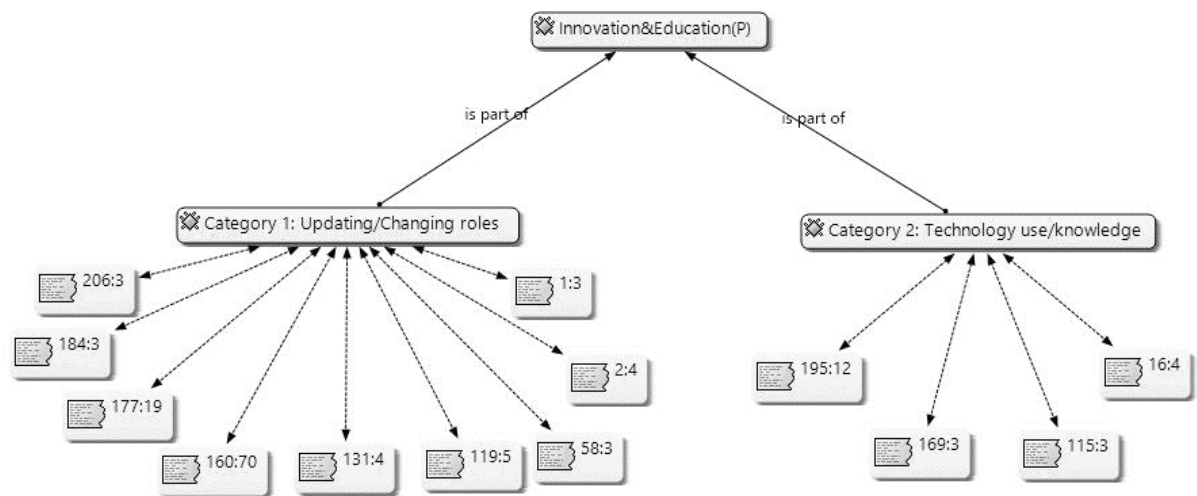 Innovation&Education(P)
is part of
is part of
Category 1: Updating/Changing roles
Category 2: Technology use/knowledge
206:3
1:3
184:3
2:4
195:12
16:4
177:19
160:70
131:4
119:5
58:3
169:3
115:3